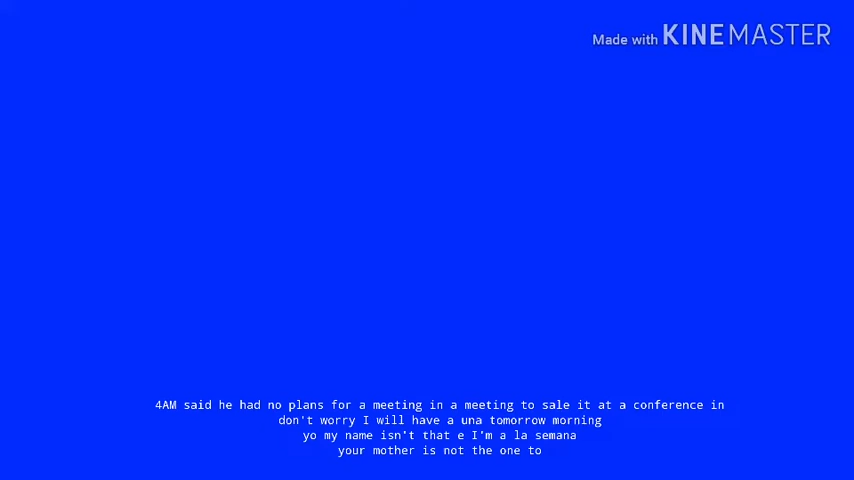 Made with KINEMASTER
4AM said he had no plans for a meeting in a meeting to sale it at a conference in
don't worry I will have a una tomorrow morning
yo my name isn't that e I'm a la semana
your mother is not the one to